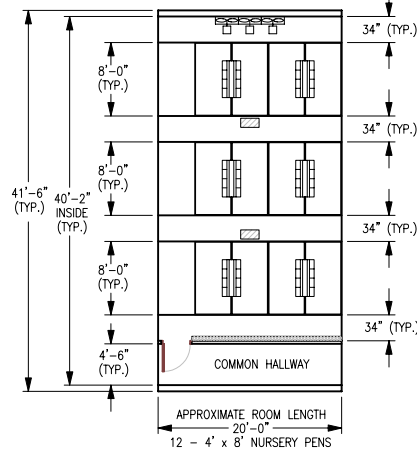 34” (TYP.)
8’-0”
(TYP.)
34” (TYP.)
8’-0”
(TYP.)
41’-6”
(TYP.)
40’-2”
INSIDE
(TYP.)
34” (TYP.)
8’-0”
(TYP.)
34” (TYP.)
4’-6”
(TYP.)
COMMON HALLWAY
APPROXIMATE ROOM LENGTH
20’-0”
12 – 4’ x 8’ NURSERY PENS